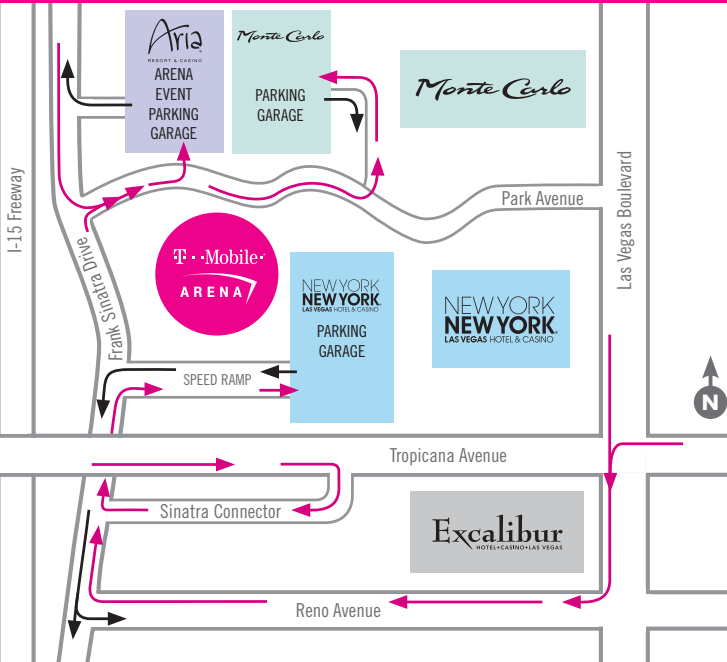 Aria
RESORT & CASINO
ARENA
EVENT
PARKING
GARAGE
Monte Carlo
PARKING
GARAGE
Monte Carlo
I-15 Freeway
Park Avenue
Las Vegas Boulevard
T··Mobile·
ARENA
Frank Sinatra Drive
NEW YORK
NEW YORK®
LAS VEGAS HOTEL & CASINO
PARKING
GARAGE
NEW YORK
NEW YORK®
LAS VEGAS HOTEL & CASINO
SPEED RAMP
N
Tropicana Avenue
Sinatra Connector
Excalibur
HOTEL•CASINO•LAS VEGAS
Reno Avenue